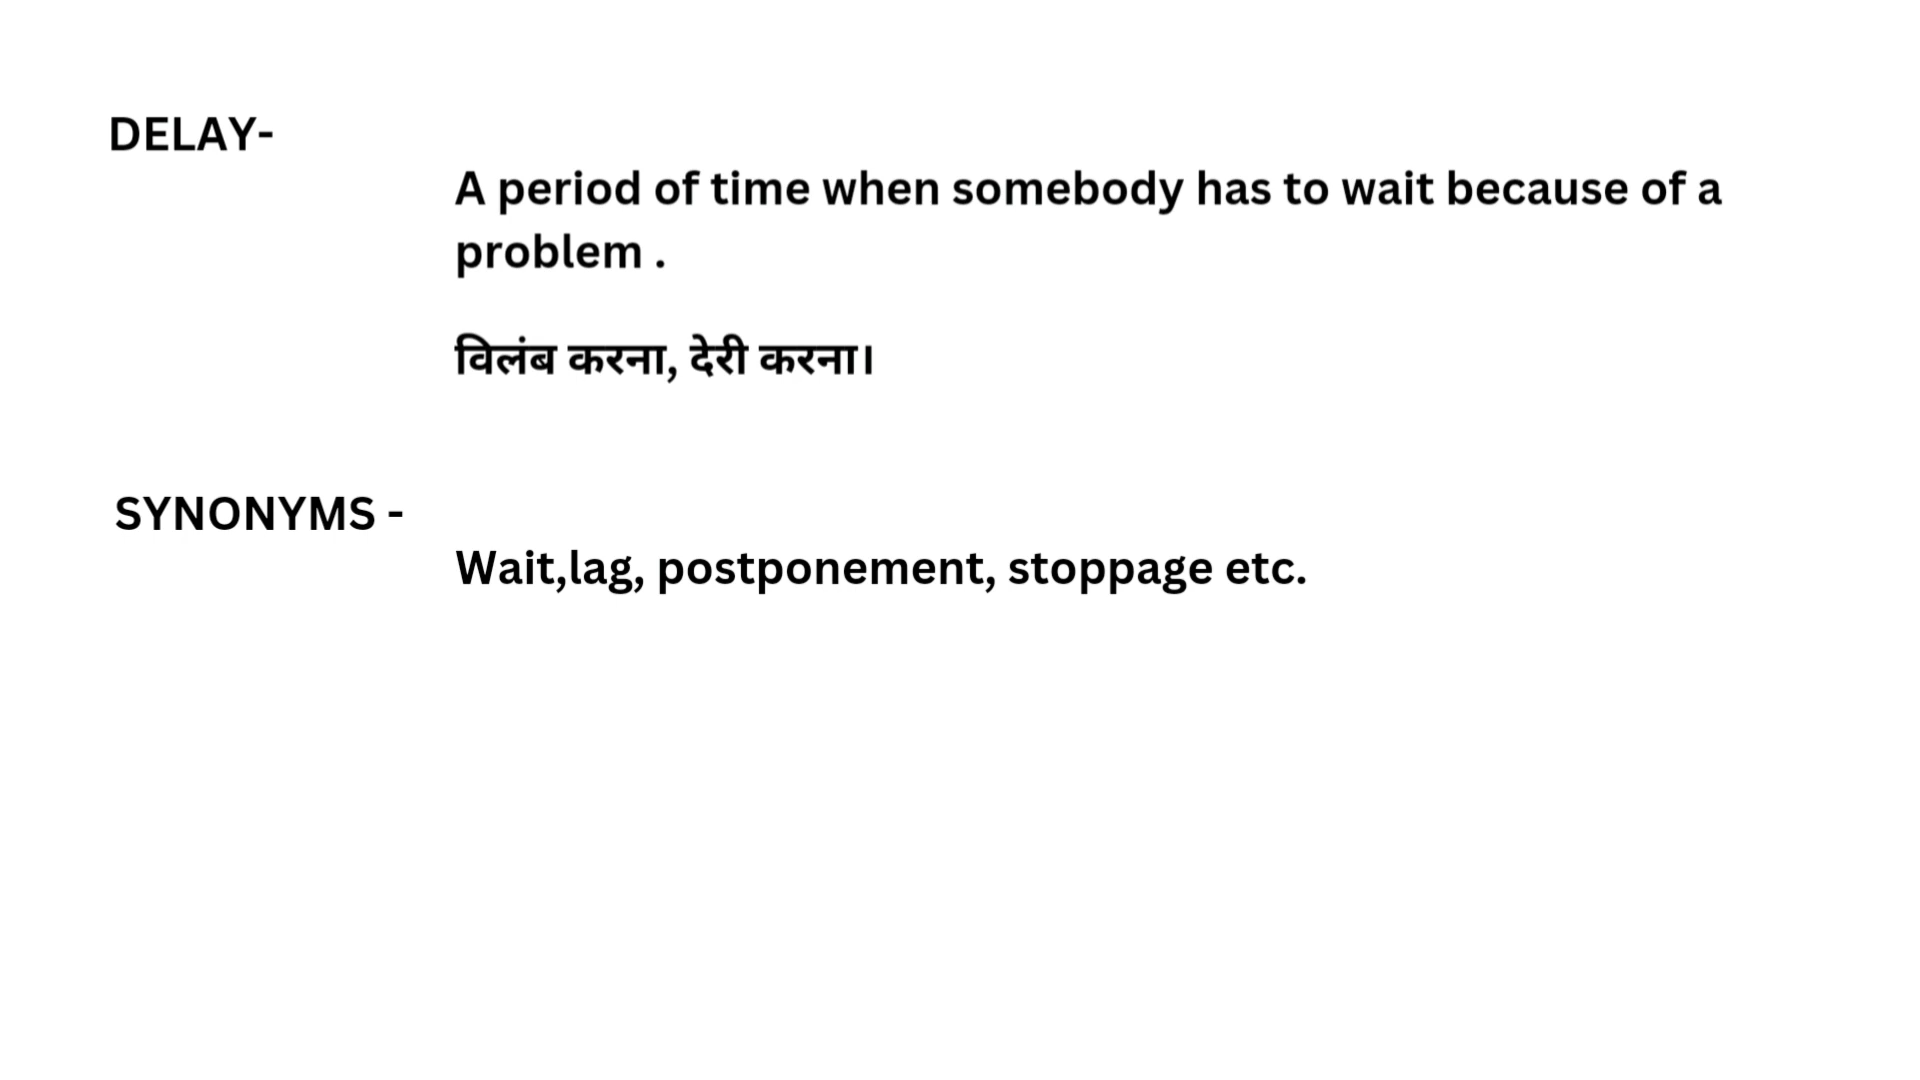 DELAY-
A period of time when somebody has to wait because of a
problem .
विलंब करना, देरी करना।
SYNONYMS -
Wait,lag, postponement, stoppage etc.